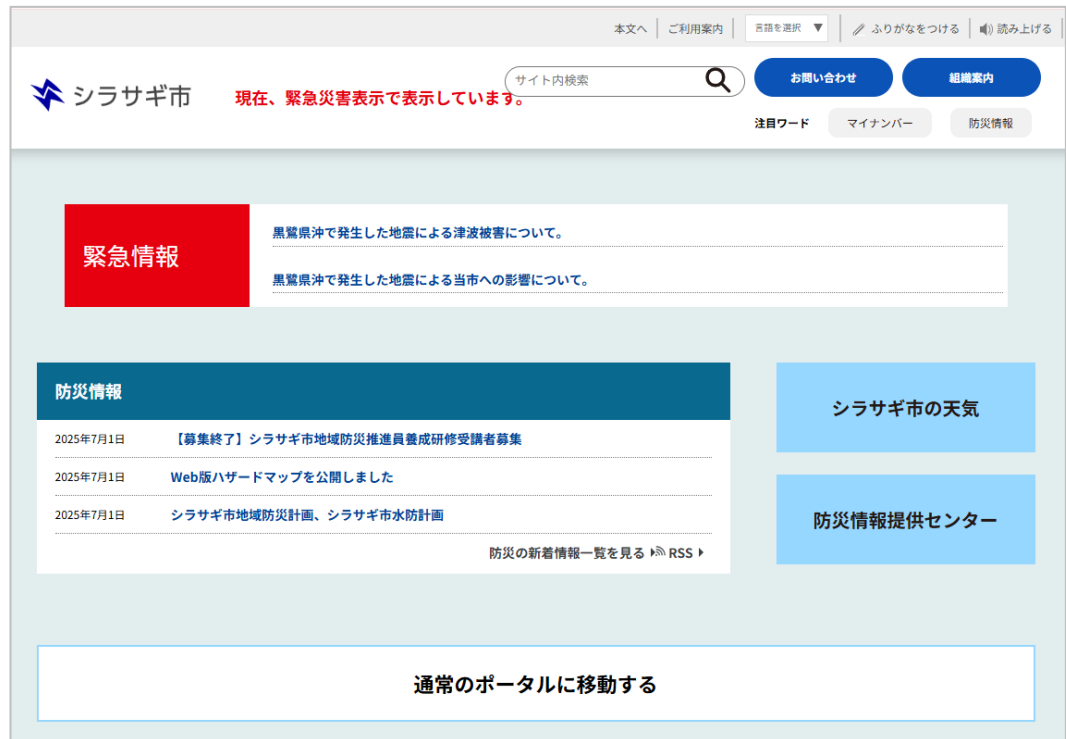 本文へ ご利用案内 言語を選択 ▼ ふりがなをつける 読み上げる
シラサギ市
現在、緊急災害表示で表示しています。
サイト内検索
お問い合わせ 組織案内
注目ワード マイナンバー 防災情報
緊急情報
黒鷺県沖で発生した地震による津波被害について。
黒鷺県沖で発生した地震による当市への影響について。
防災情報
2025年7月1日 【募集終了】シラサギ市地域防災推進員養成研修受講者募集
2025年7月1日 Web版ハザードマップを公開しました
2025年7月1日 シラサギ市地域防災計画、シラサギ市水防計画
防災の新着情報一覧を見る RSS
シラサギ市の天気
防災情報提供センター
通常のポータルに移動する